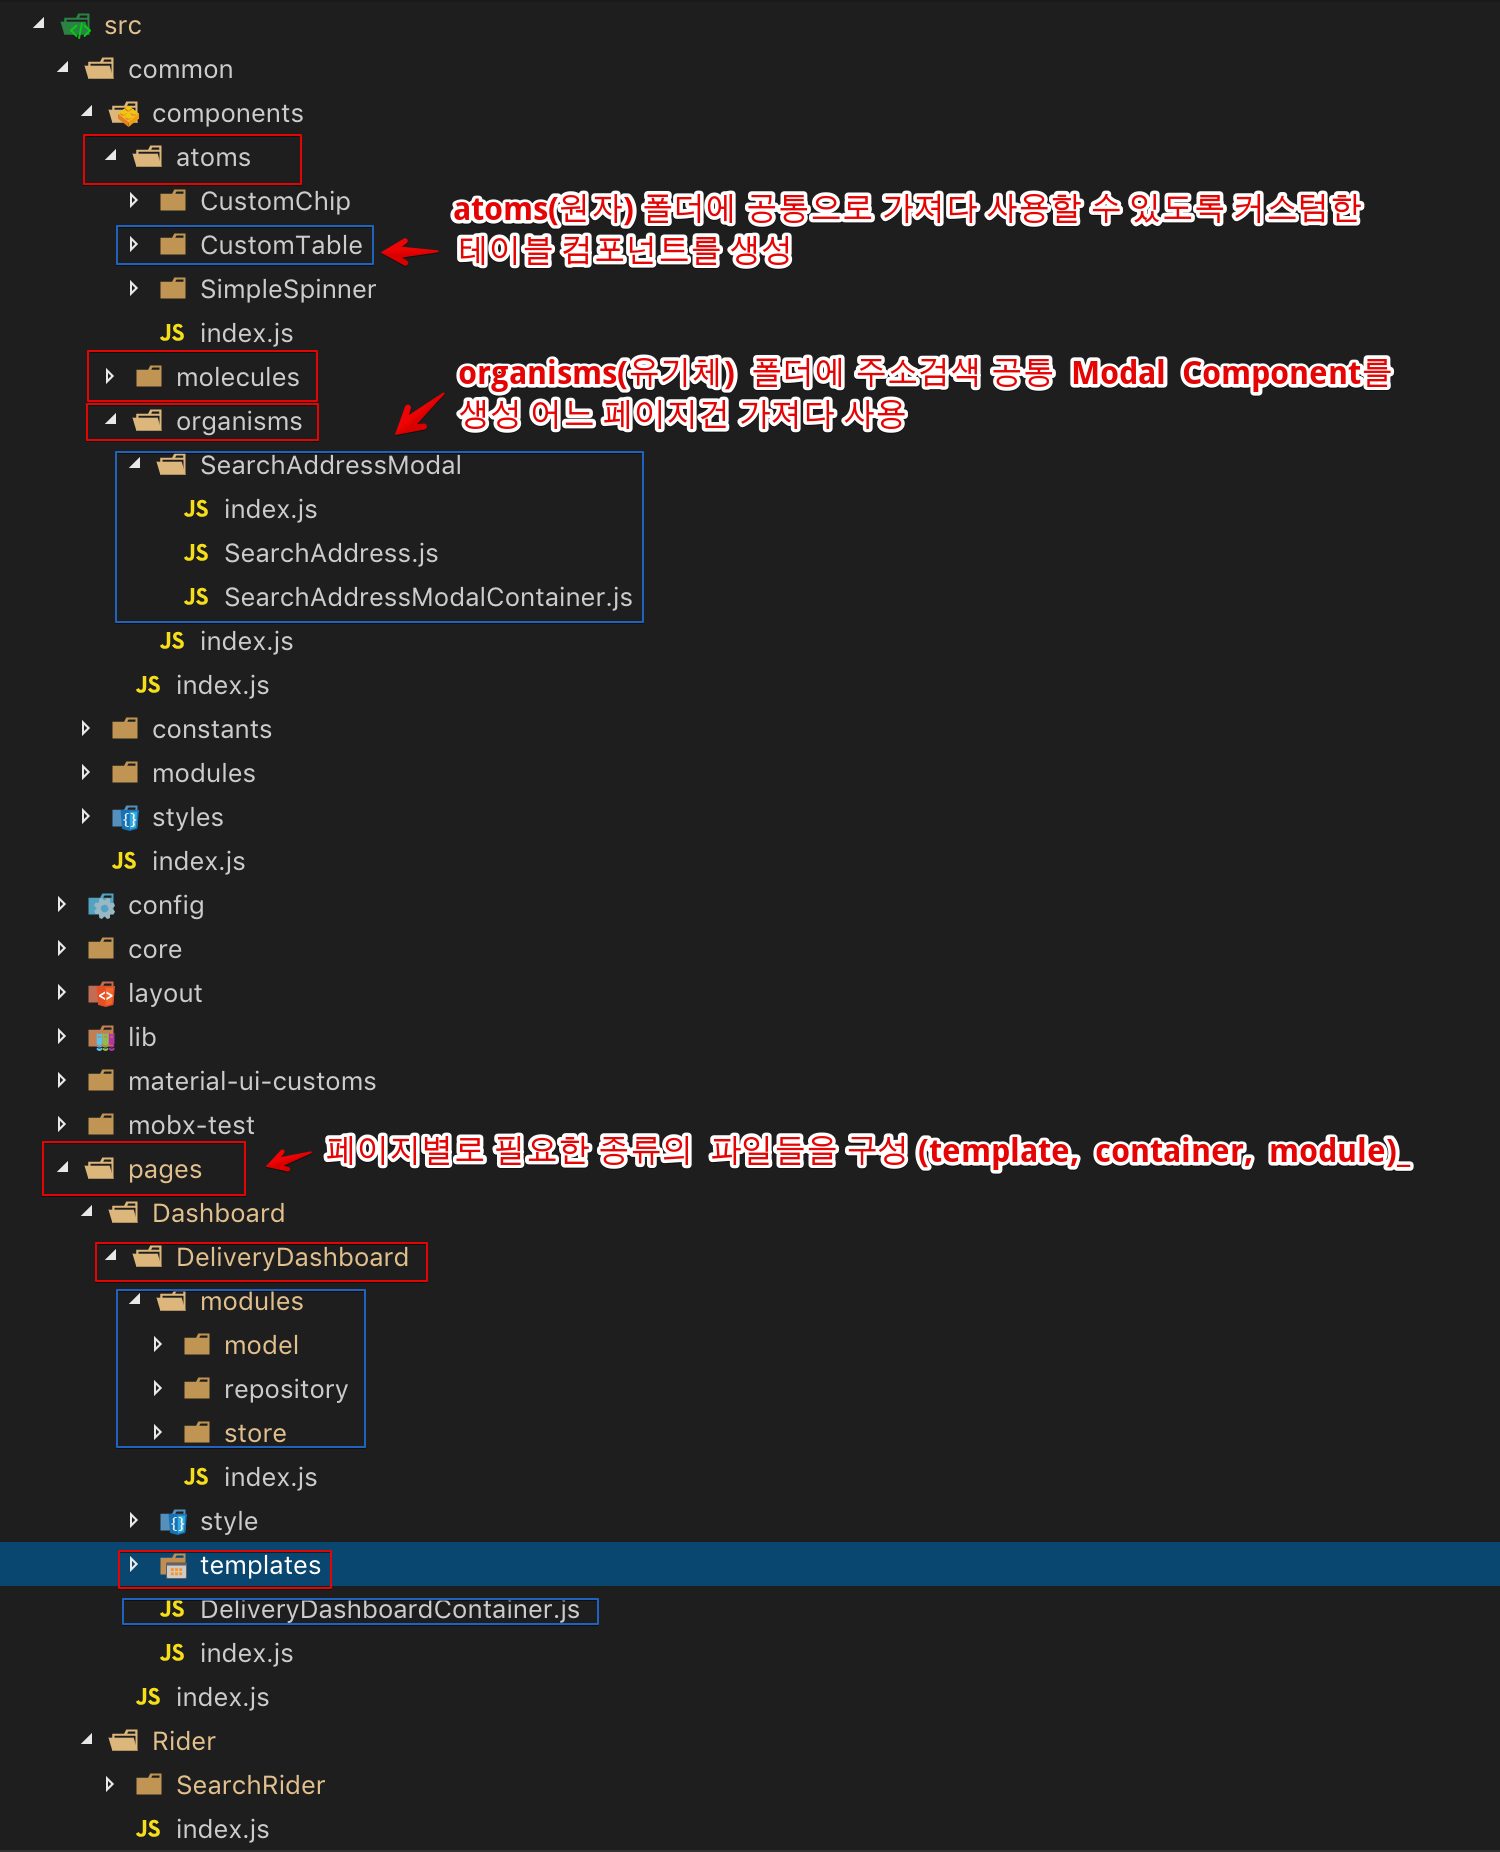 src
common
components
atoms
CustomChip
atoms(원자) 폴더에 공통으로 가져다 사용할 수 있도록 커스텀한
테이블 컴포넌트를 생성
CustomTable
SimpleSpinner
JS index.js
molecules
organisms(유기체) 폴더에 주소검색 공통 Modal Component를
생성 어느 페이지건 가져다 사용
organisms
SearchAddressModal
JS index.js
JS SearchAddress.js
JS SearchAddressModalContainer.js
JS index.js
JS index.js
constants
modules
styles
JS index.js
config
core
layout
lib
material-ui-customs
mobx-test
페이지별로 필요한 종류의 파일들을 구성 (template, container, module)_
pages
Dashboard
DeliveryDashboard
modules
model
repository
store
JS index.js
style
templates
JS DeliveryDashboardContainer.js
JS index.js
JS index.js
Rider
SearchRider
JS index.js